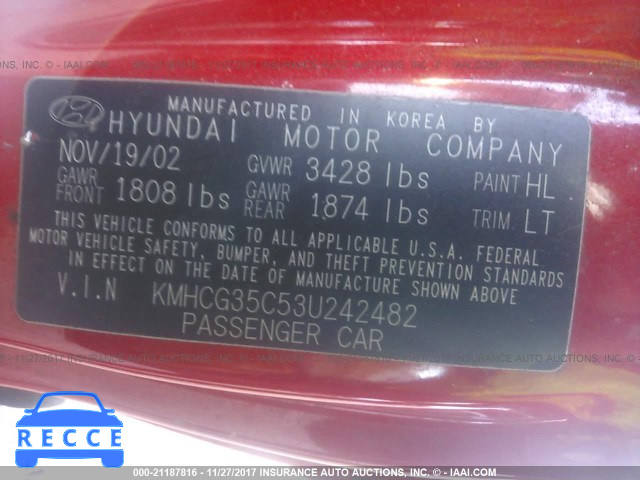 MANUFACTURED IN KOREA BY
HYUNDAI MOTOR COMPANY
NOV/19/02 GVWR 3428 lbs PAINT HL
GAWR FRONT 1808 lbs GAWR REAR 1874 lbs TRIM LT
THIS VEHICLE CONFORMS TO ALL APPLICABLE U.S.A. FEDERAL
MOTOR VEHICLE SAFETY, BUMPER, AND THEFT PREVENTION STANDARDS
IN EFFECT ON THE DATE OF MANUFACTURE SHOWN ABOVE
V.I.N KMHCG35C53U242482
PASSENGER CAR
RECCE
000-21187816 - 11/27/2017 INSURANCE AUTO AUCTIONS, INC. - © IAAI.COM